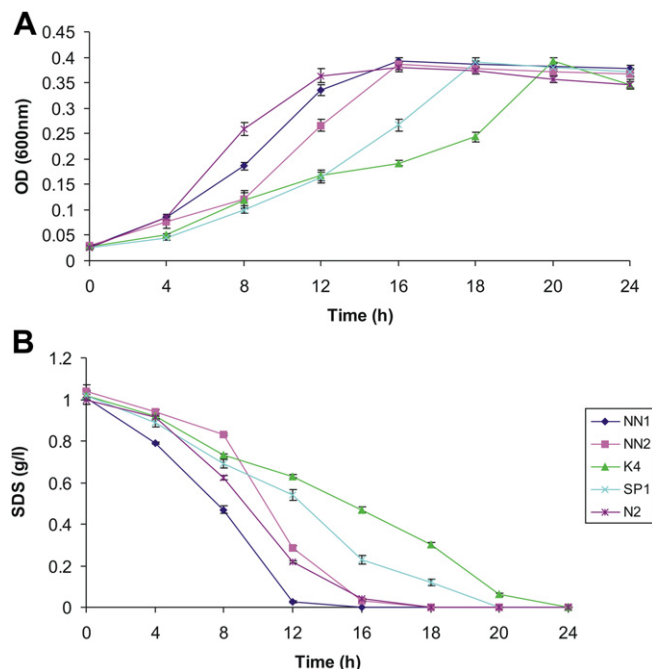 A
OD (600nm)
0.45
0.4
0.35
0.3
0.25
0.2
0.15
0.1
0.05
0
0 4 8 12 16 18 20 24
Time (h)
B
SDS (g/l)
1.2
1
0.8
0.6
0.4
0.2
0
0 4 8 12 16 18 20 24
Time (h)
NN1
NN2
K4
SP1
N2